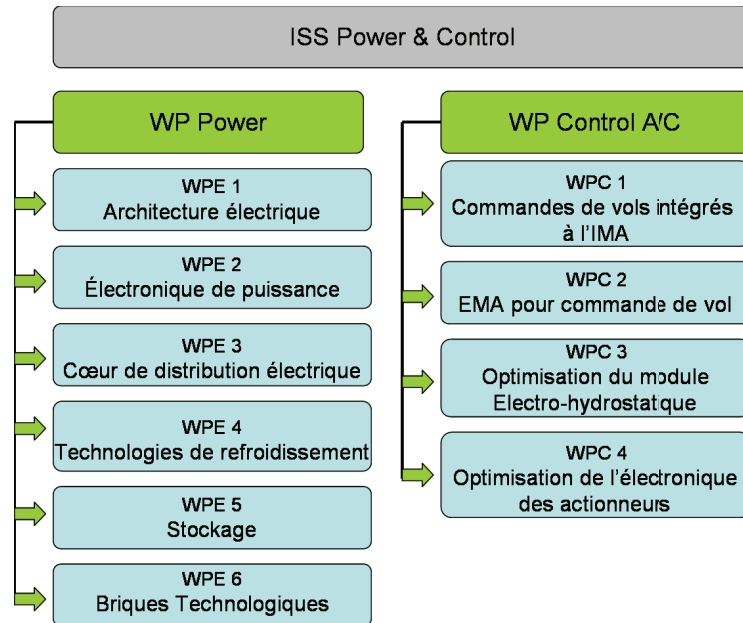 ISS Power & Control
WP Power
WPE 1
Architecture électrique
WPE 2
Électronique de puissance
WPE 3
Cœur de distribution électrique
WPE 4
Technologies de refroidissement
WPE 5
Stockage
WPE 6
Briques Technologiques
WP Control A/C
WPC 1
Commandes de vols intégrés
à l'IMA
WPC 2
EMA pour commande de vol
WPC 3
Optimisation du module
Electro-hydrostatique
WPC 4
Optimisation de l'électronique
des actionneurs